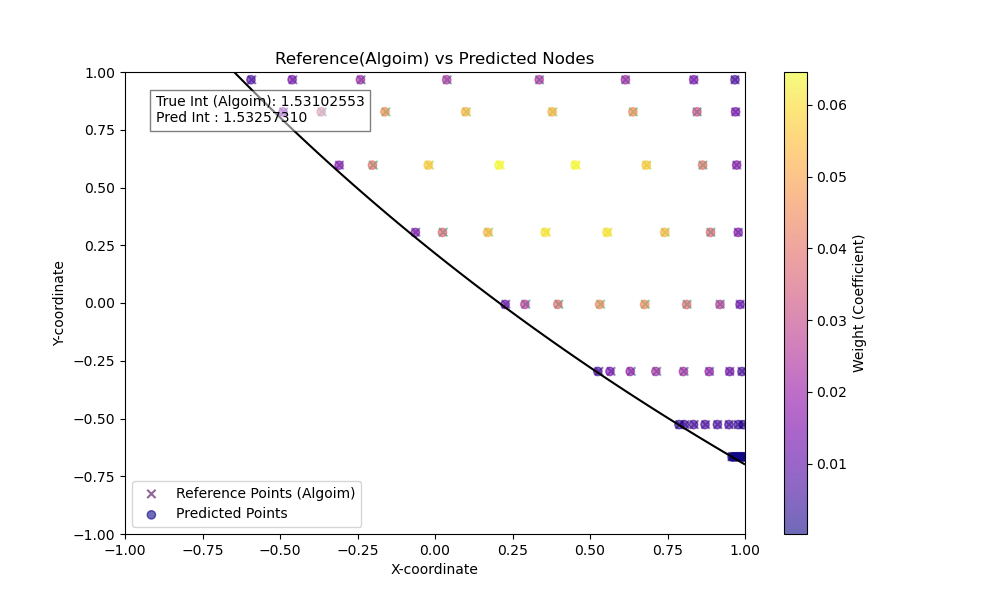 Reference(Algoim) vs Predicted Nodes
True Int (Algoim): 1.53102553
Pred Int : 1.53257310
Y-coordinate
1.00
0.75
0.50
0.25
0.00
−0.25
−0.50
−0.75
−1.00
Reference Points (Algoim)
Predicted Points
−1.00 −0.75 −0.50 −0.25 0.00 0.25 0.50 0.75 1.00
X-coordinate
0.06
0.05
0.04
0.03
0.02
0.01
Weight (Coefficient)